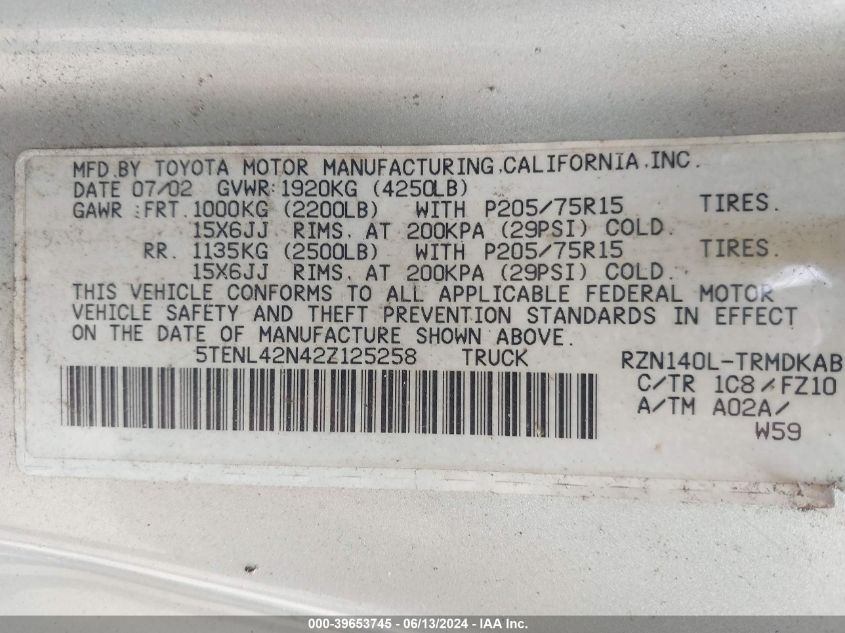 MFD.BY TOYOTA MOTOR MANUFACTURING.CALIFORNIA.INC.
DATE 07/02 GVWR:1920KG (4250LB)
GAWR :FRT.1000KG (2200LB) WITH P205/75R15 TIRES.
15X6JJ RIMS. AT 200KPA (29PSI) COLD.
RR. 1135KG (2500LB) WITH P205/75R15 TIRES.
15X6JJ RIMS. AT 200KPA (29PSI) COLD.
THIS VEHICLE CONFORMS TO ALL APPLICABLE FEDERAL MOTOR
VEHICLE SAFETY AND THEFT PREVENTION STANDARDS IN EFFECT
ON THE DATE OF MANUFACTURE SHOWN ABOVE.
5TENL42N42Z125258 TRUCK RZN140L-TRMDKAB
C/TR 1C8/FZ10
A/TM A02A/
W59
000-39653745 - 06/13/2024 - IAA Inc.